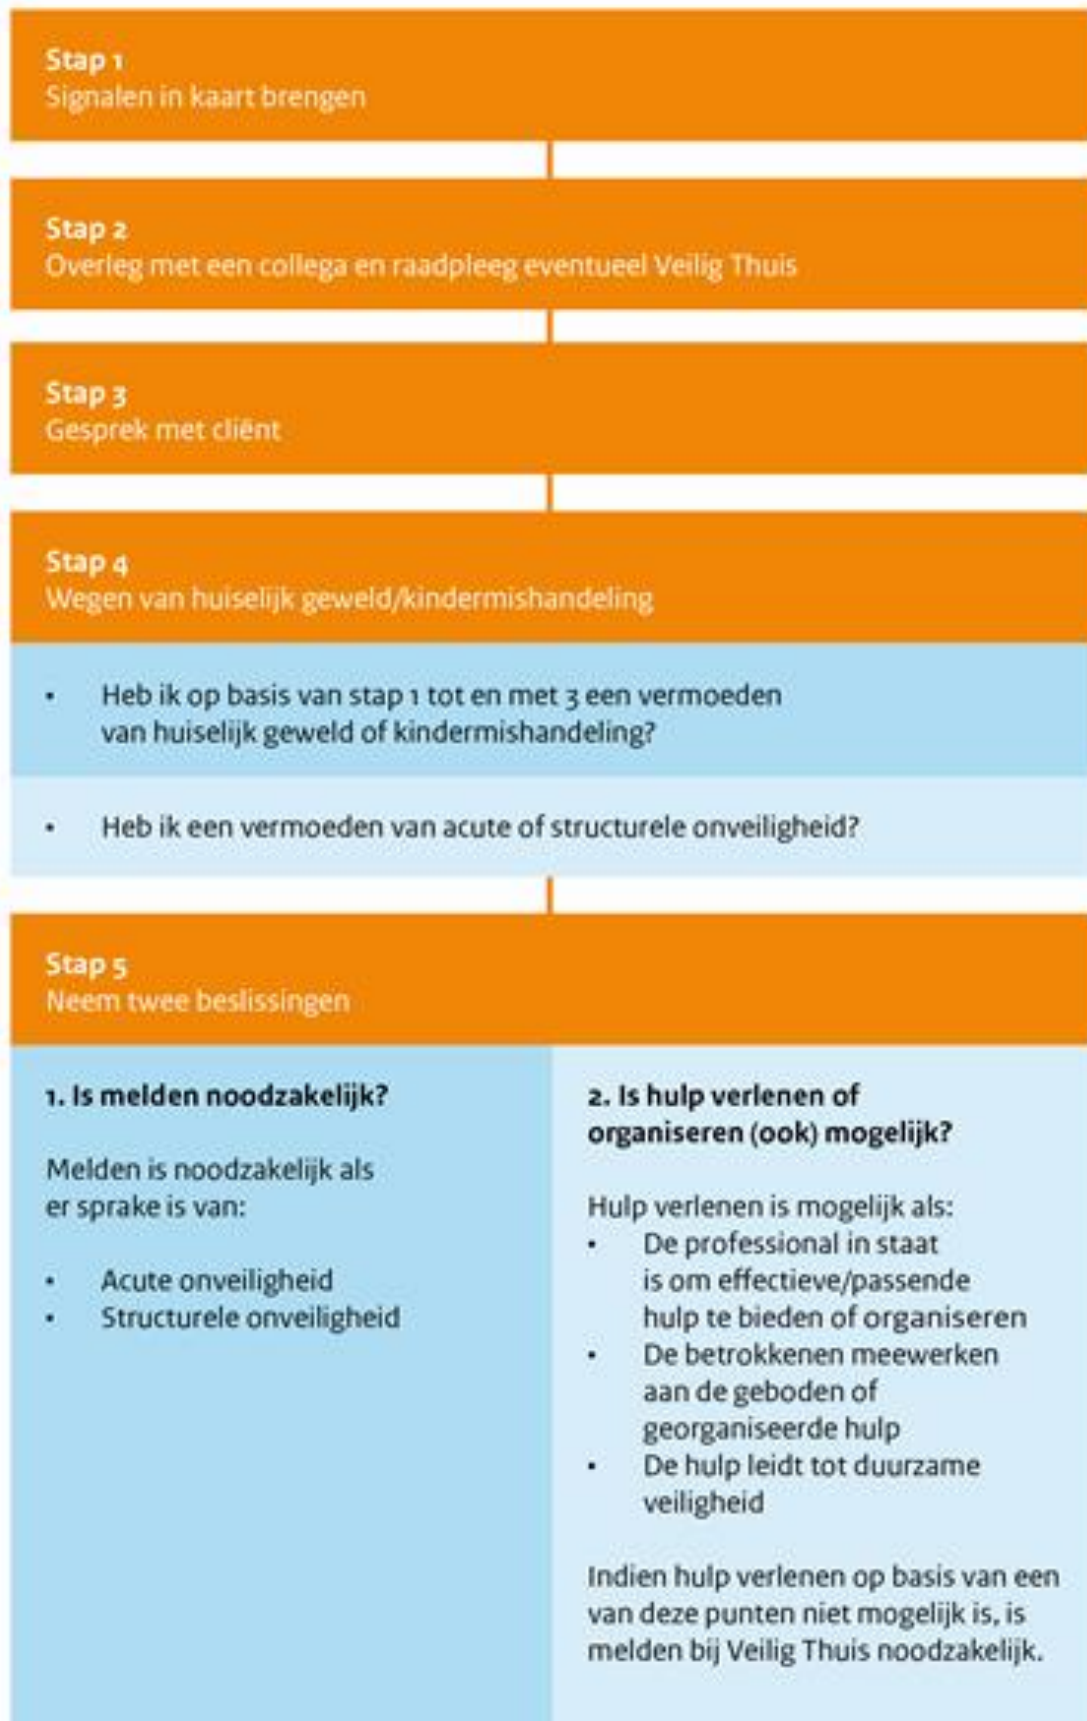 Stap 1
Signalen in kaart brengen
Stap 2
Overleg met een collega en raadpleeg eventueel Veilig Thuis
Stap 3
Gesprek met cliënt
Stap 4
Wegen van huiselijk geweld/kindermishandeling
• Heb ik op basis van stap 1 tot en met 3 een vermoeden
van huiselijk geweld of kindermishandeling?
• Heb ik een vermoeden van acute of structurele onveiligheid?
Stap 5
Neem twee beslissingen
1. Is melden noodzakelijk?
Melden is noodzakelijk als
er sprake is van:
• Acute onveiligheid
• Structurele onveiligheid
2. Is hulp verlenen of
organiseren (ook) mogelijk?
Hulp verlenen is mogelijk als:
• De professional in staat
is om effectieve/passende
hulp te bieden of organiseren
• De betrokkenen meewerken
aan de geboden of
georganiseerde hulp
• De hulp leidt tot duurzame
veiligheid
Indien hulp verlenen op basis van een
van deze punten niet mogelijk is, is
melden bij Veilig Thuis noodzakelijk.